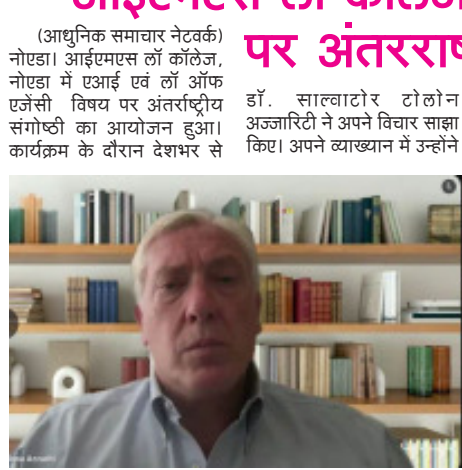 आईएमएस लॉ कॉलेज
पर अंतरराष
(आधुनिक समाचार नेटवर्क)
नोएडा। आईएमएस लॉ कॉलेज,
नोएडा में एआई एवं लॉ ऑफ
एजेंसी विषय पर अंतर्राष्ट्रीय
संगोष्ठी का आयोजन हुआ।
कार्यक्रम के दौरान देशभर से
डॉ. साल्वाटोर टोलोन
अज्जारिटी ने अपने विचार साझा
किए। अपने व्याख्यान में उन्होंने